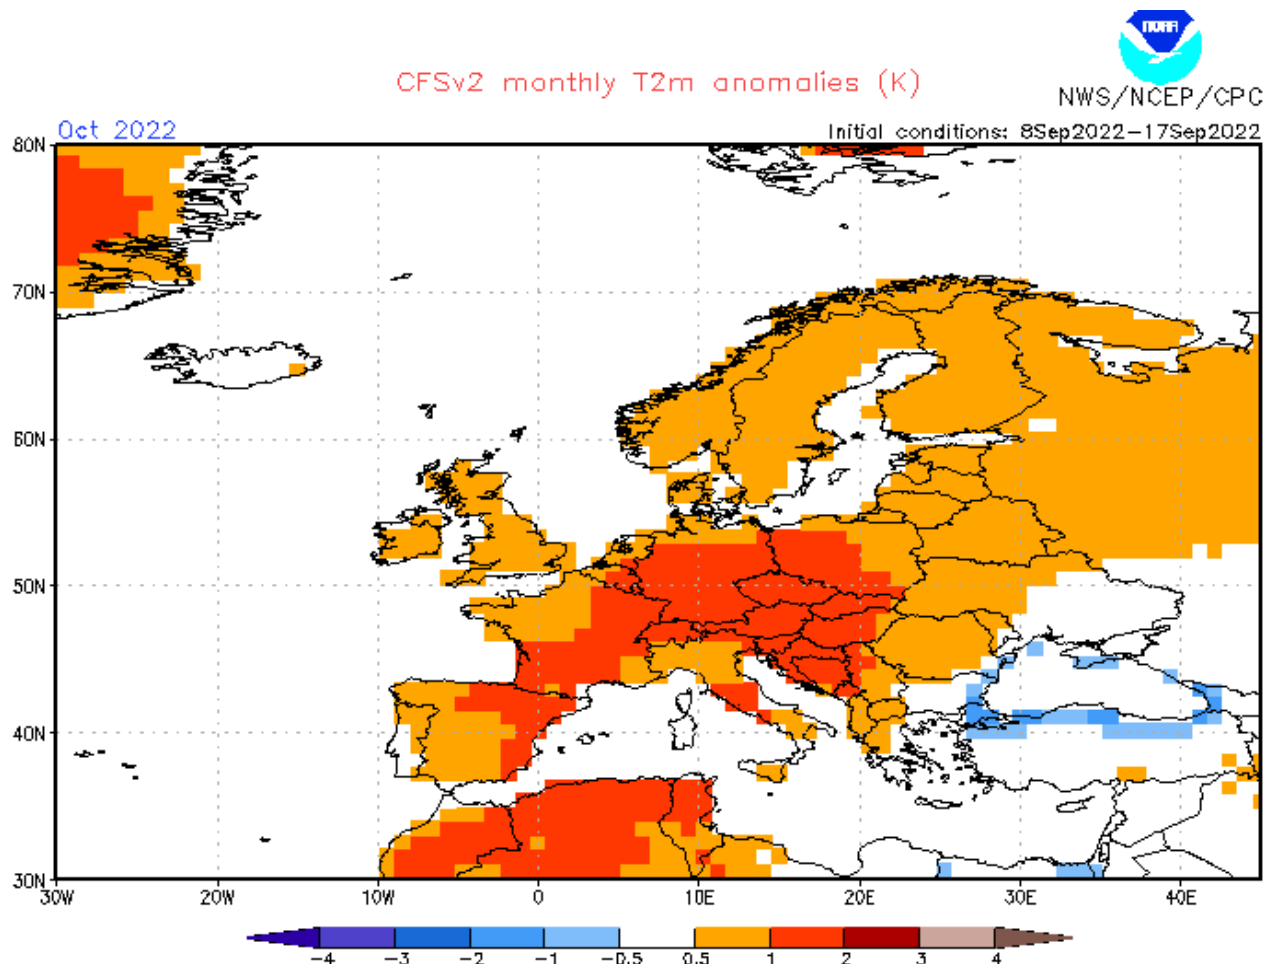 NOAA
CFSv2 monthly T2m anomalies (K)
NWS/NCEP/CPC
Oct 2022
Initial conditions: 8Sep2022-17Sep2022
80N
70N
60N
50N
40N
30N
30W 20W 10W 0 10E 20E 30E 40E
-4 -3 -2 -1 -0.5 0.5 1 2 3 4